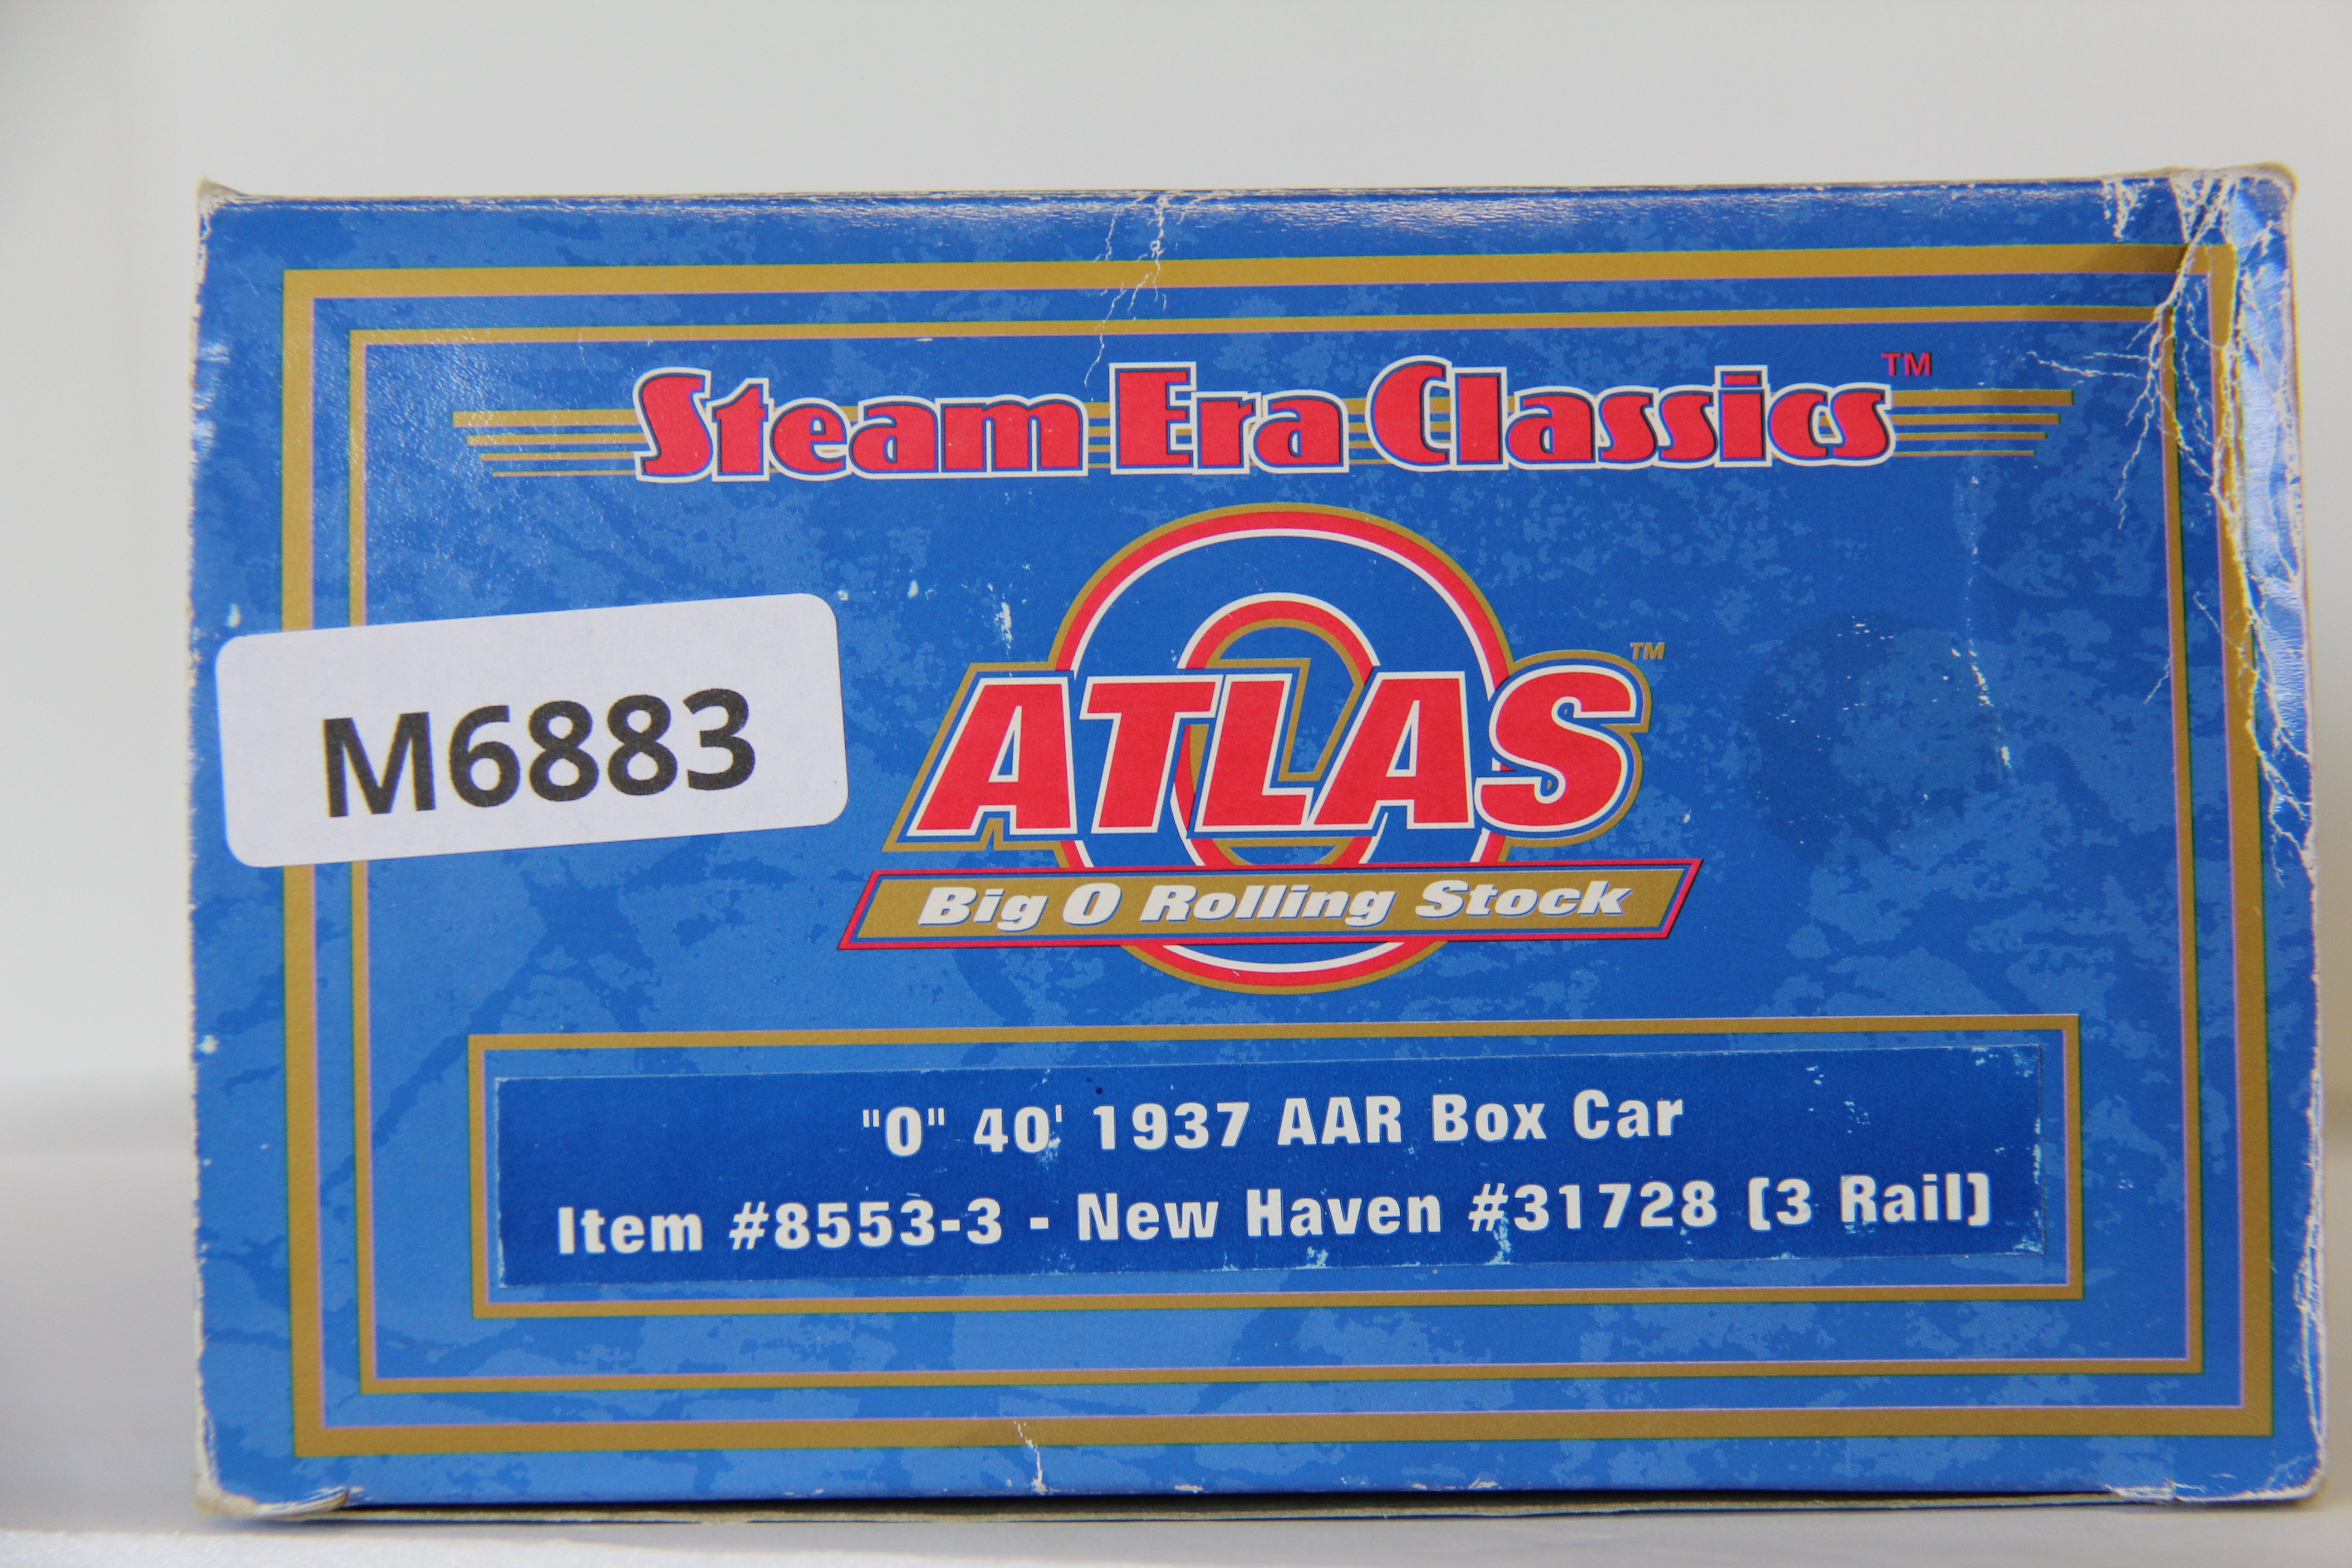 Steam Era Classics™
ATLAS™
O
Big O Rolling Stock
M6883
"O" 40' 1937 AAR Box Car
Item #8553-3 - New Haven #31728 (3 Rail)